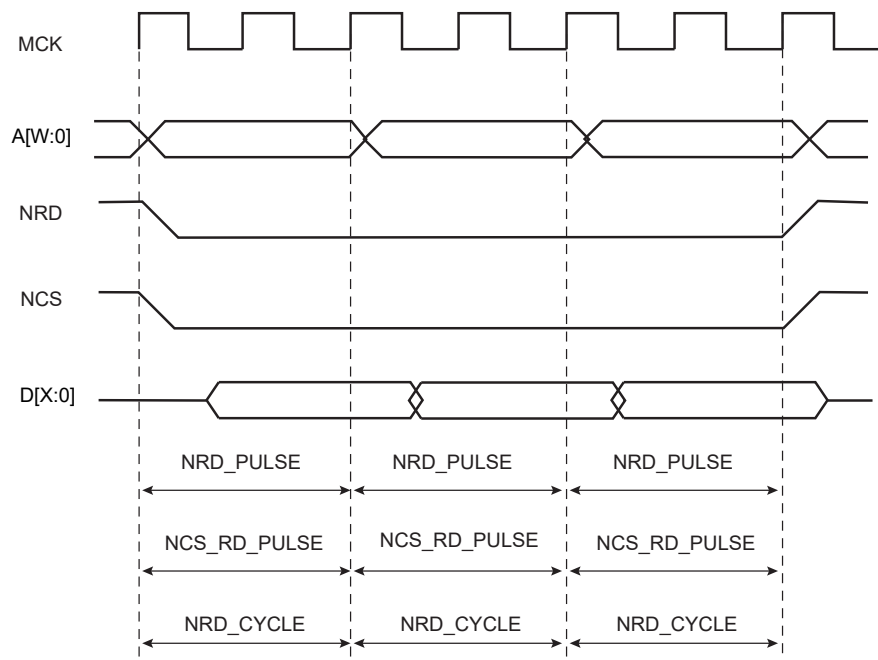 MCK
A[W:0]
NRD
NCS
D[X:0]
NRD_PULSE NRD_PULSE NRD_PULSE
NCS_RD_PULSE NCS_RD_PULSE NCS_RD_PULSE
NRD_CYCLE NRD_CYCLE NRD_CYCLE